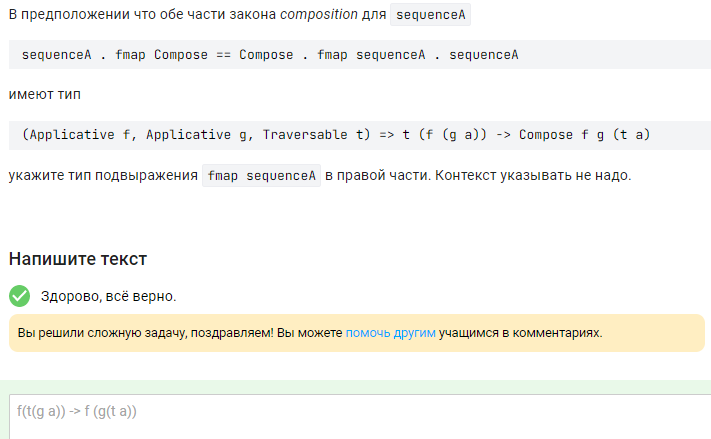 В предположении что обе части закона composition для sequenceA
sequenceA . fmap Compose == Compose . fmap sequenceA . sequenceA
имеют тип
(Applicative f, Applicative g, Traversable t) => t (f (g a)) -> Compose f g (t a)
укажите тип подвыражения fmap sequenceA в правой части. Контекст указывать не надо.
Напишите текст
Здорово, всё верно.
Вы решили сложную задачу, поздравляем! Вы можете помочь другим учащимся в комментариях.
f(t(g a)) -> f (g(t a))